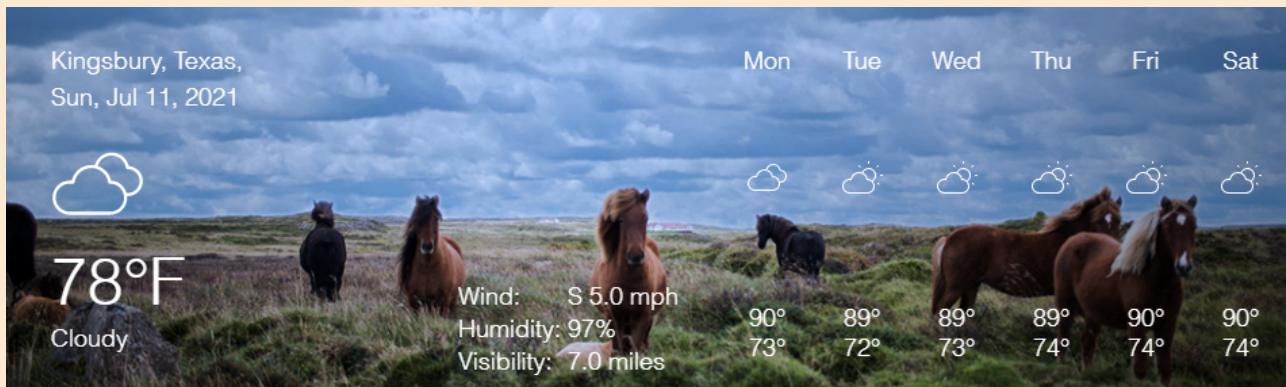 Kingsbury, Texas,
Sun, Jul 11, 2021
78°F
Cloudy
Wind: S 5.0 mph
Humidity: 97%
Visibility: 7.0 miles
Mon Tue Wed Thu Fri Sat
90° 89° 89° 89° 90° 90°
73° 72° 73° 74° 74° 74°